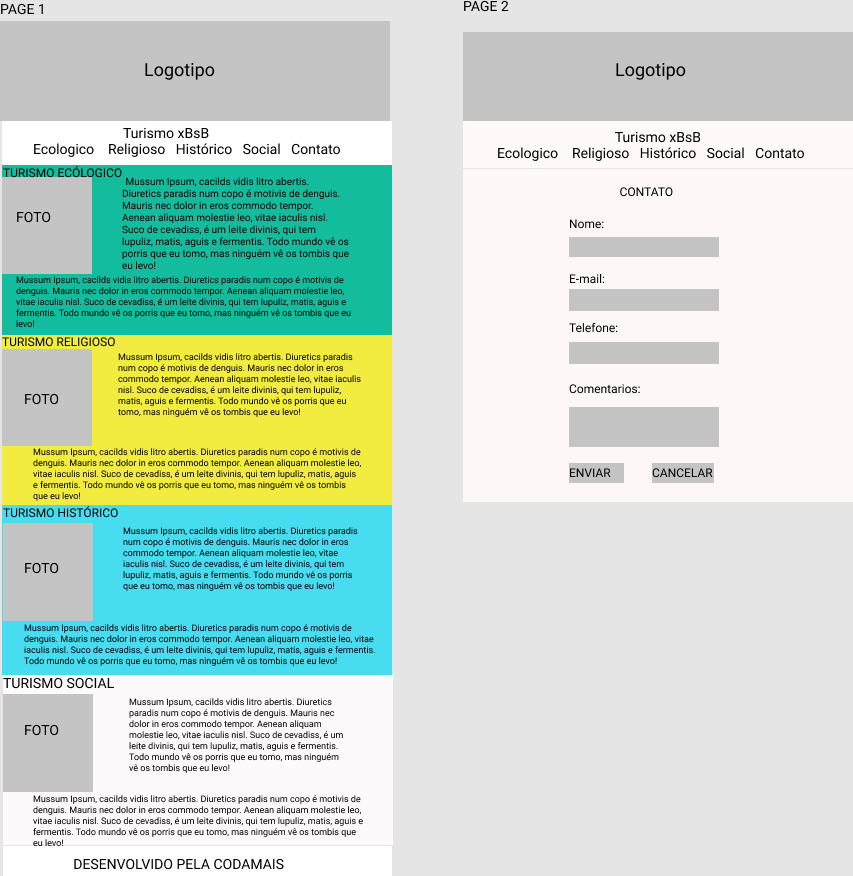 PAGE 1
Logotipo
Turismo xBsB
Ecologico Religioso Histórico Social Contato
TURISMO ECÓLOGICO
FOTO
Mussum Ipsum, cacilds vidis litro abertis.
Diuretics paradis num copo é motivis de denguis.
Mauris nec dolor in eros commodo tempor.
Aenean aliquam molestie leo, vitae iaculis nisl.
Suco de cevadiss, é um leite divinis, qui tem
lupuliz, matis, aguis e fermentis. Todo mundo vê os
porris que eu tomo, mas ninguém vê os tombis que
eu levo!
Mussum Ipsum, cacilds vidis litro abertis. Diuretics paradis num copo é motivis de
denguis. Mauris nec dolor in eros commodo tempor. Aenean aliquam molestie leo,
vitae iaculis nisl. Suco de cevadiss, é um leite divinis, qui tem lupuliz, matis, aguis e
fermentis. Todo mundo vê os porris que eu tomo, mas ninguém vê os tombis que eu
levo!
TURISMO RELIGIOSO
FOTO
Mussum Ipsum, cacilds vidis litro abertis. Diuretics paradis
num copo é motivis de denguis. Mauris nec dolor in eros
commodo tempor. Aenean aliquam molestie leo, vitae iaculis
nisl. Suco de cevadiss, é um leite divinis, qui tem lupuliz,
matis, aguis e fermentis. Todo mundo vê os porris que eu
tomo, mas ninguém vê os tombis que eu levo!
Mussum Ipsum, cacilds vidis litro abertis. Diuretics paradis num copo é motivis de
denguis. Mauris nec dolor in eros commodo tempor. Aenean aliquam molestie leo,
vitae iaculis nisl. Suco de cevadiss, é um leite divinis, qui tem lupuliz, matis, aguis
e fermentis. Todo mundo vê os porris que eu tomo, mas ninguém vê os tombis
que eu levo!
TURISMO HISTÓRICO
FOTO
Mussum Ipsum, cacilds vidis litro abertis. Diuretics paradis
num copo é motivis de denguis. Mauris nec dolor in eros
commodo tempor. Aenean aliquam molestie leo, vitae
iaculis nisl. Suco de cevadiss, é um leite divinis, qui tem
lupuliz, matis, aguis e fermentis. Todo mundo vê os porris
que eu tomo, mas ninguém vê os tombis que eu levo!
Mussum Ipsum, cacilds vidis litro abertis. Diuretics paradis num copo é motivis de
denguis. Mauris nec dolor in eros commodo tempor. Aenean aliquam molestie leo, vitae
iaculis nisl. Suco de cevadiss, é um leite divinis, qui tem lupuliz, matis, aguis e fermentis.
Todo mundo vê os porris que eu tomo, mas ninguém vê os tombis que eu levo!
TURISMO SOCIAL
FOTO
Mussum Ipsum, cacilds vidis litro abertis. Diuretics
paradis num copo é motivis de denguis. Mauris nec
dolor in eros commodo tempor. Aenean aliquam
molestie leo, vitae iaculis nisl. Suco de cevadiss, é um
leite divinis, qui tem lupuliz, matis, aguis e fermentis.
Todo mundo vê os porris que eu tomo, mas ninguém
vê os tombis que eu levo!
Mussum Ipsum, cacilds vidis litro abertis. Diuretics paradis num copo é motivis de
denguis. Mauris nec dolor in eros commodo tempor. Aenean aliquam molestie leo,
vitae iaculis nisl. Suco de cevadiss, é um leite divinis, qui tem lupuliz, matis, aguis e
fermentis. Todo mundo vê os porris que eu tomo, mas ninguém vê os tombis que
eu levo!
DESENVOLVIDO PELA CODAMAIS
PAGE 2
Logotipo
Turismo xBsB
Ecologico Religioso Histórico Social Contato
CONTATO
Nome:
E-mail:
Telefone:
Comentarios:
ENVIAR CANCELAR